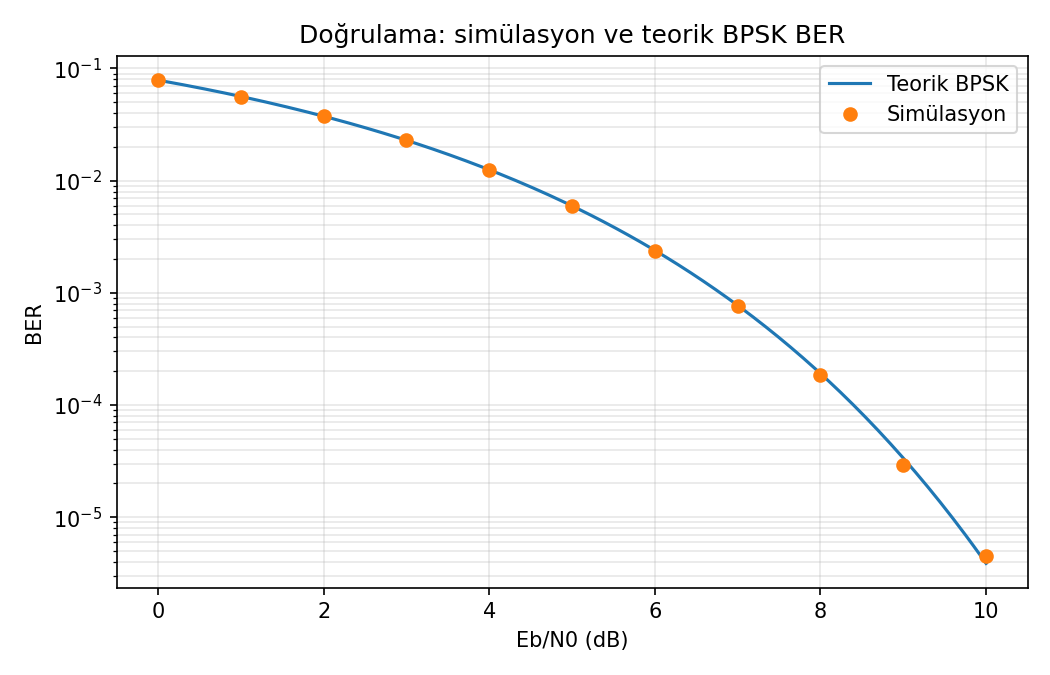 Doğrulama: simülasyon ve teorik BPSK BER
Teorik BPSK
Simülasyon
BER
10⁻¹
10⁻²
10⁻³
10⁻⁴
10⁻⁵
0 2 4 6 8 10
Eb/N0 (dB)